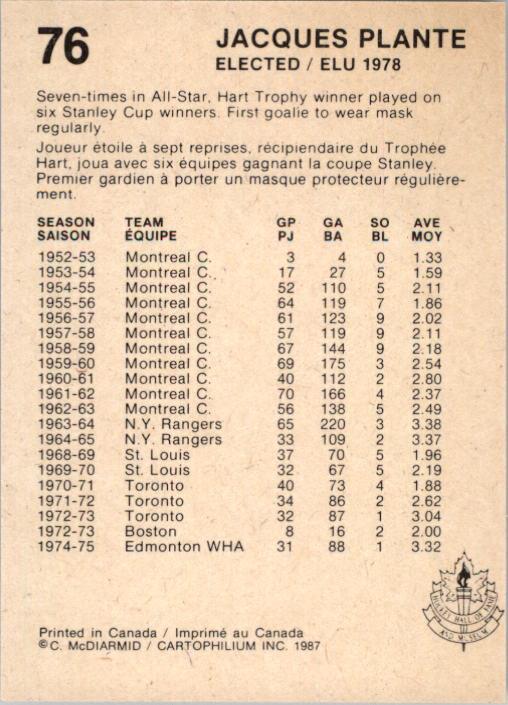 76
JACQUES PLANTE
ELECTED / ELU 1978
Seven-times in All-Star, Hart Trophy winner played on
six Stanley Cup winners. First goalie to wear mask
regularly.
Joueur étoile à sept reprises, récipiendaire du Trophée
Hart, joua avec six équipes gagnant la coupe Stanley.
Premier gardien à porter un masque protecteur régulière-
ment.
SEASON TEAM GP GA SO AVE
SAISON ÉQUIPE PJ BA BL MOY
1952-53 Montreal C. 3 4 0 1.33
1953-54 Montreal C. 17 27 5 1.59
1954-55 Montreal C. 52 110 5 2.11
1955-56 Montreal C. 64 119 7 1.86
1956-57 Montreal C. 61 123 9 2.02
1957-58 Montreal C. 57 119 9 2.11
1958-59 Montreal C. 67 144 9 2.18
1959-60 Montreal C. 69 175 3 2.54
1960-61 Montreal C. 40 112 2 2.80
1961-62 Montreal C. 70 166 4 2.37
1962-63 Montreal C. 56 138 5 2.49
1963-64 N.Y. Rangers 65 220 3 3.38
1964-65 N.Y. Rangers 33 109 2 3.37
1968-69 St. Louis 37 70 5 1.96
1969-70 St. Louis 32 67 5 2.19
1970-71 Toronto 40 73 4 1.88
1971-72 Toronto 34 86 2 2.62
1972-73 Toronto 32 87 1 3.04
1972-73 Boston 8 16 2 2.00
1974-75 Edmonton WHA 31 88 1 3.32
HOCKEY HALL OF FAME
AND MUSEUM
Printed in Canada / Imprimé au Canada
©C. McDIARMID / CARTOPHILIUM INC. 1987